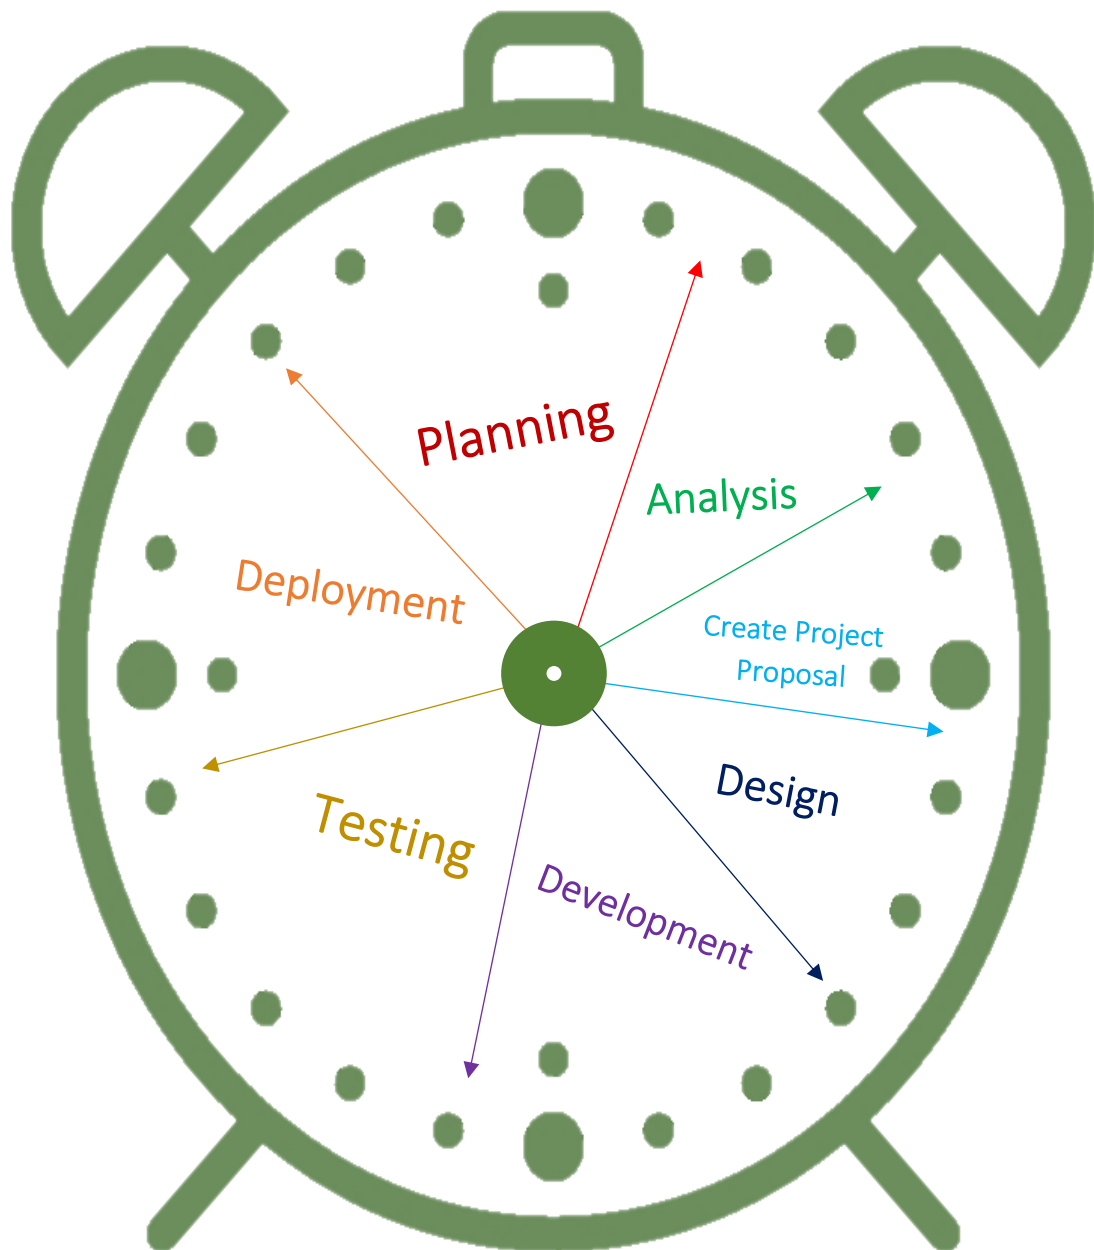 Planning
Analysis
Create Project
Proposal
Design
Development
Testing
Deployment